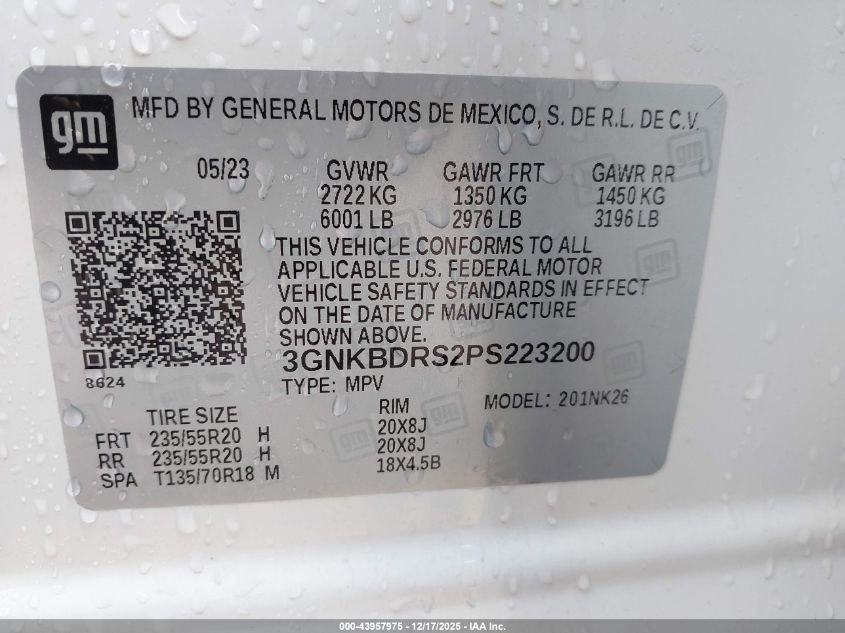 gm
MFD BY GENERAL MOTORS DE MEXICO, S. DE R.L. DE C.V.
05/23 GVWR GAWR FRT GAWR RR
2722 KG 1350 KG 1450 KG
6001 LB 2976 LB 3196 LB
THIS VEHICLE CONFORMS TO ALL
APPLICABLE U.S. FEDERAL MOTOR
VEHICLE SAFETY STANDARDS IN EFFECT
ON THE DATE OF MANUFACTURE
SHOWN ABOVE.
3GNKBDRS2PS223200
8624
TYPE: MPV MODEL: 201NK26
TIRE SIZE RIM
FRT 235/55R20 H 20X8J
RR 235/55R20 H 20X8J
SPA T135/70R18 M 18X4.5B
000-43957975 - 12/17/2025 - IAA Inc.